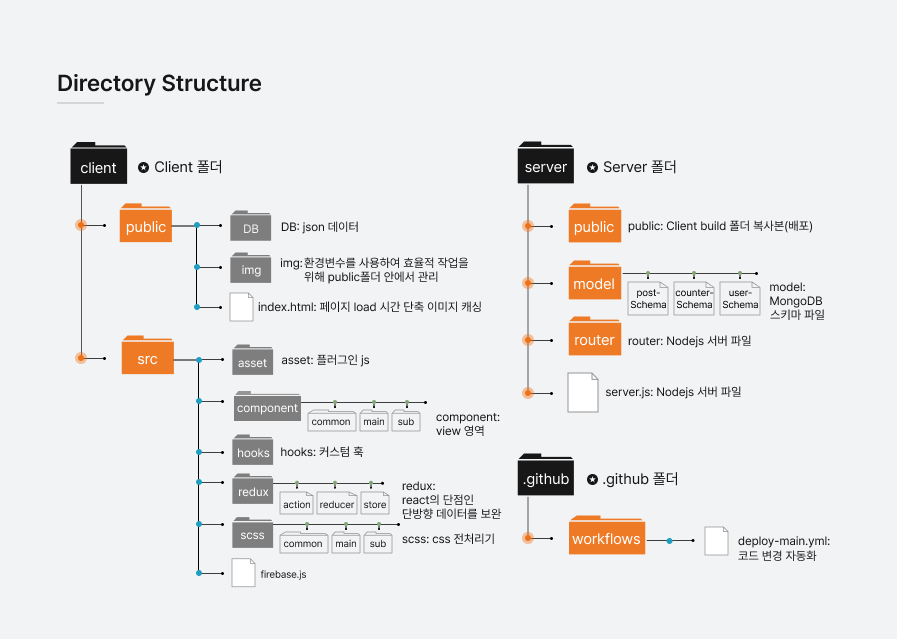 Directory Structure
client
Client 폴더
public
DB
DB: json 데이터
img
img:환경변수를 사용하여 효율적 작업을
위해 public폴더 안에서 관리
index.html: 페이지 load 시간 단축 이미지 캐싱
src
asset
asset: 플러그인 js
component
common
main
sub
component:
view 영역
hooks
hooks: 커스텀 훅
redux
action
reducer
store
redux:
react의 단점인
단방향 데이터를 보완
scss
common
main
sub
scss: css 전처리기
firebase.js
server
Server 폴더
public
public: Client build 폴더 복사본(배포)
model
post-
Schema
counter-
Schema
user-
Schema
model:
MongoDB
스키마 파일
router
router: Nodejs 서버 파일
server.js: Nodejs 서버 파일
.github
.github 폴더
workflows
deploy-main.yml:
코드 변경 자동화